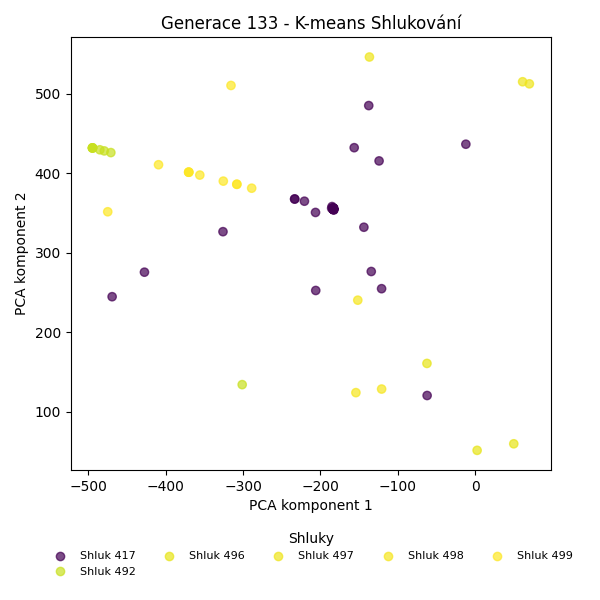 Generace 133 - K-means Shlukování
500
400
300
200
100
PCA komponent 2
−500 −400 −300 −200 −100 0
PCA komponent 1
Shluky
Shluk 417 Shluk 496 Shluk 497 Shluk 498 Shluk 499
Shluk 492